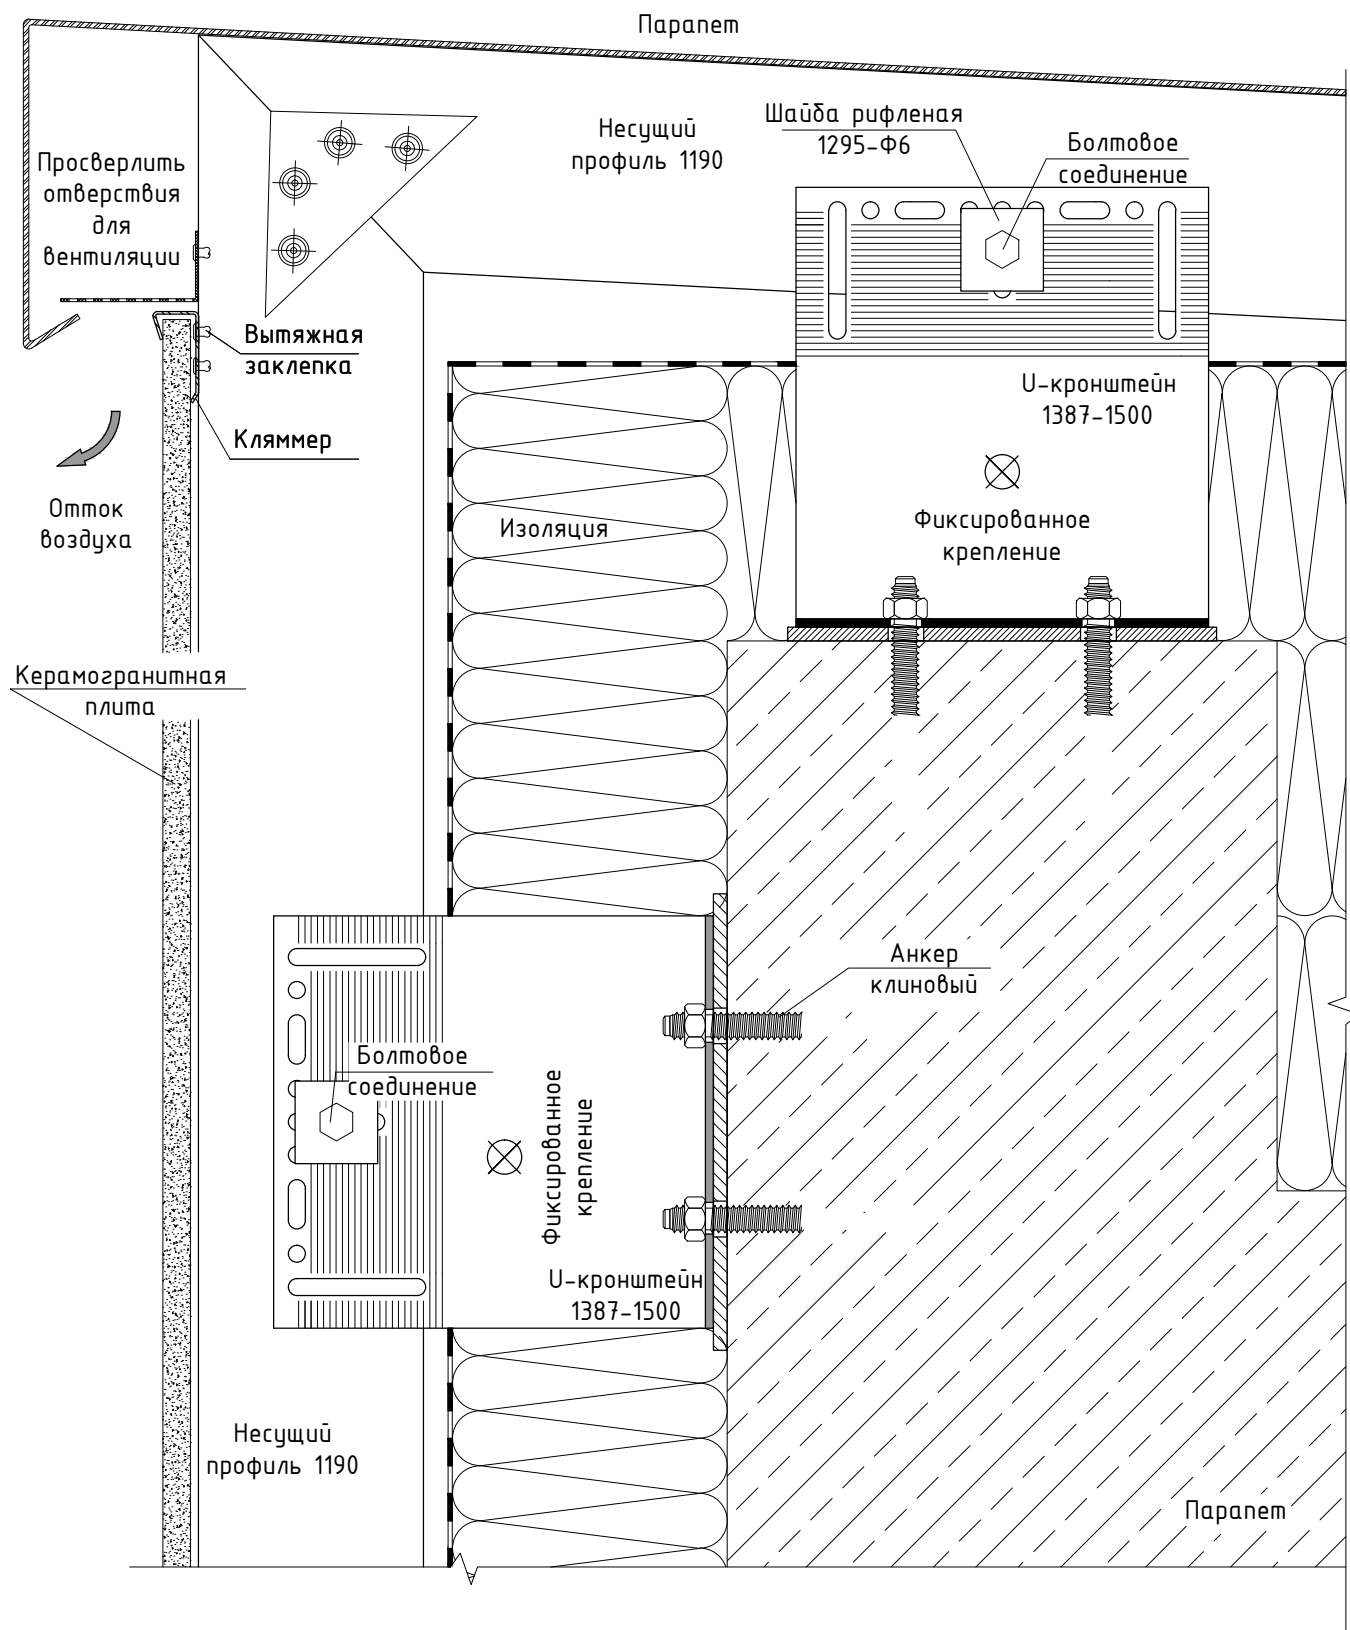 Парапет
Шайба рифленая
1295-Ф6
Несущий
профиль 1190
Болтовое
соединение
Просверлить
отверствия
для
вентиляции
Вытяжная
заклепка
U-кронштейн
1387-1500
Кляммер
Отток
воздуха
Изоляция
Фиксированное
крепление
Керамогранитная
плита
Анкер
клиновый
Болтовое
соединение
Фиксированное
крепление
U-кронштейн
1387-1500
Несущий
профиль 1190
Парапет